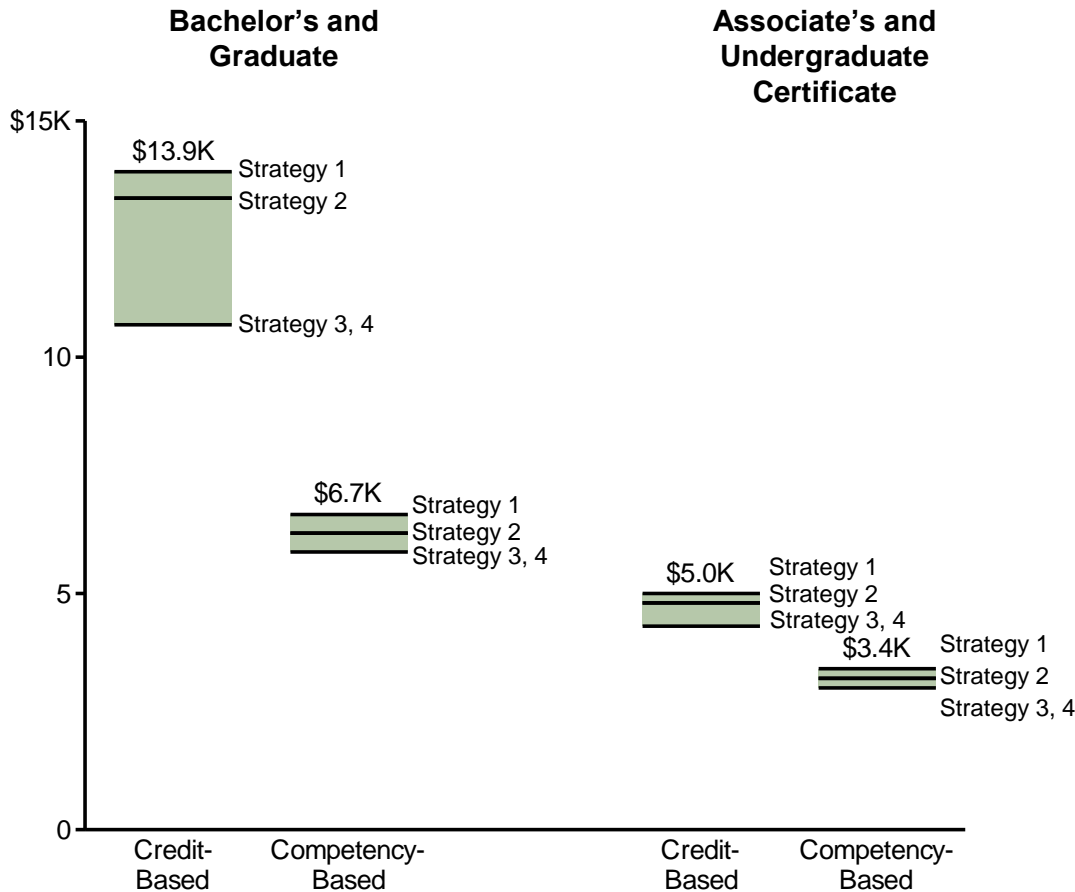 Bachelor’s and
Graduate
Associate’s and
Undergraduate
Certificate
$15K
$13.9K
Strategy 1
Strategy 2
Strategy 3, 4
10
$6.7K
Strategy 1
Strategy 2
Strategy 3, 4
5
$5.0K
Strategy 1
Strategy 2
Strategy 3, 4
$3.4K
Strategy 1
Strategy 2
Strategy 3, 4
0
Credit-
Based
Competency-
Based
Credit-
Based
Competency-
Based